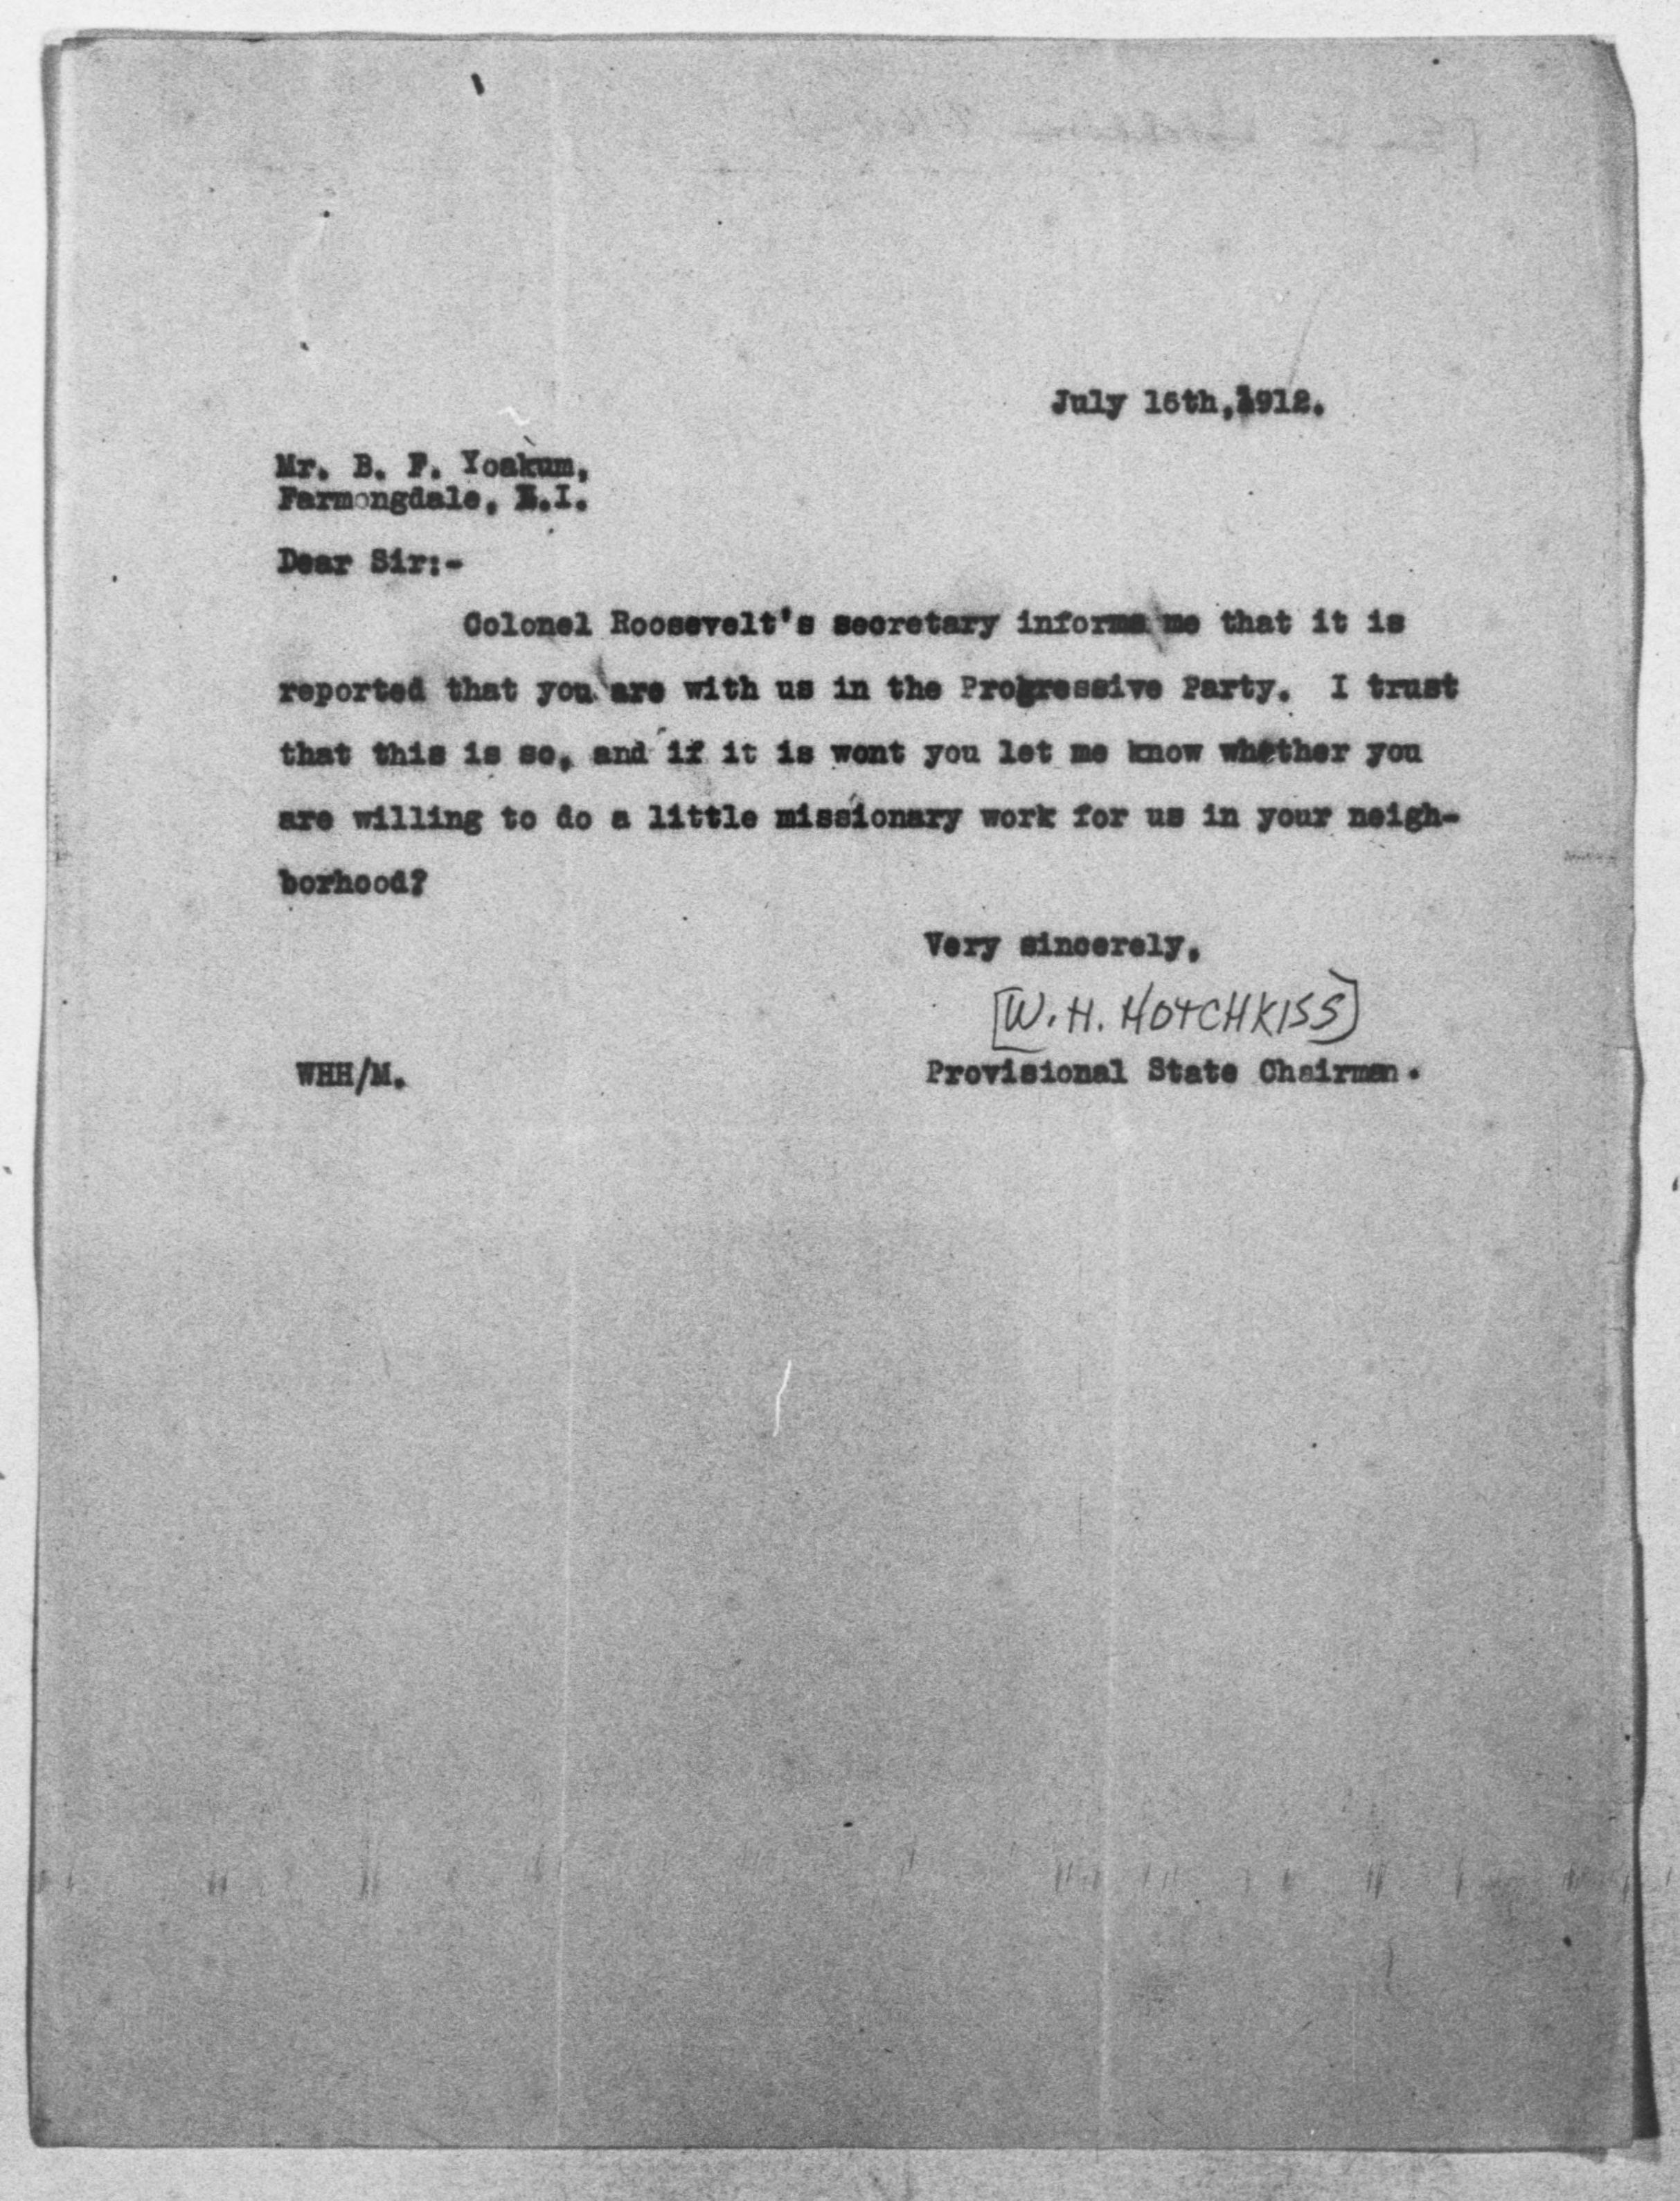 July 16th,1912.
Mr. B. F. Yoakum,
Farmongdale, L.I.
Dear Sir:-
Colonel Roosevelt's secretary informs me that it is
reported that you are with us in the Progressive Party. I trust
that this is so, and if it is wont you let me know whether you
are willing to do a little missionary work for us in your neigh-
borhood?
Very sincerely,
[W. H. HOTCHKISS]
WHH/M. Provisional State Chairman.